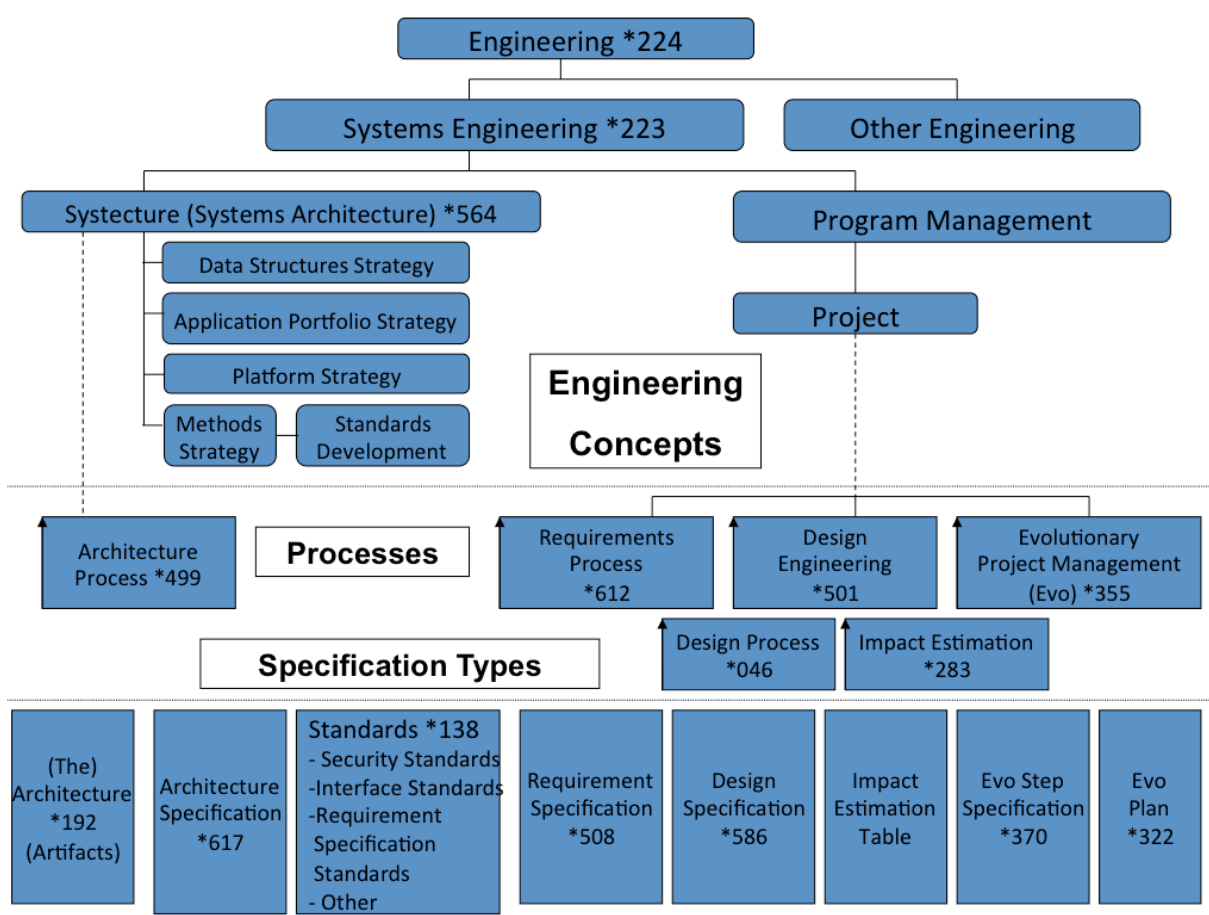 Engineering *224
Systems Engineering *223
Other Engineering
Systecture (Systems Architecture) *564
Program Management
Data Structures Strategy
Application Portfolio Strategy
Project
Platform Strategy
Methods
Strategy
Standards
Development
Engineering
Concepts
Architecture
Process *499
Processes
Requirements
Process
*612
Design
Engineering
*501
Evolutionary
Project Management
(Evo) *355
Specification Types
Design Process
*046
Impact Estimation
*283
(The)
Architecture
*192
(Artifacts)
Architecture
Specification
*617
Standards *138
- Security Standards
-Interface Standards
-Requirement
Specification
Standards
- Other
Requirement
Specification
*508
Design
Specification
*586
Impact
Estimation
Table
Evo Step
Specification
*370
Evo
Plan
*322